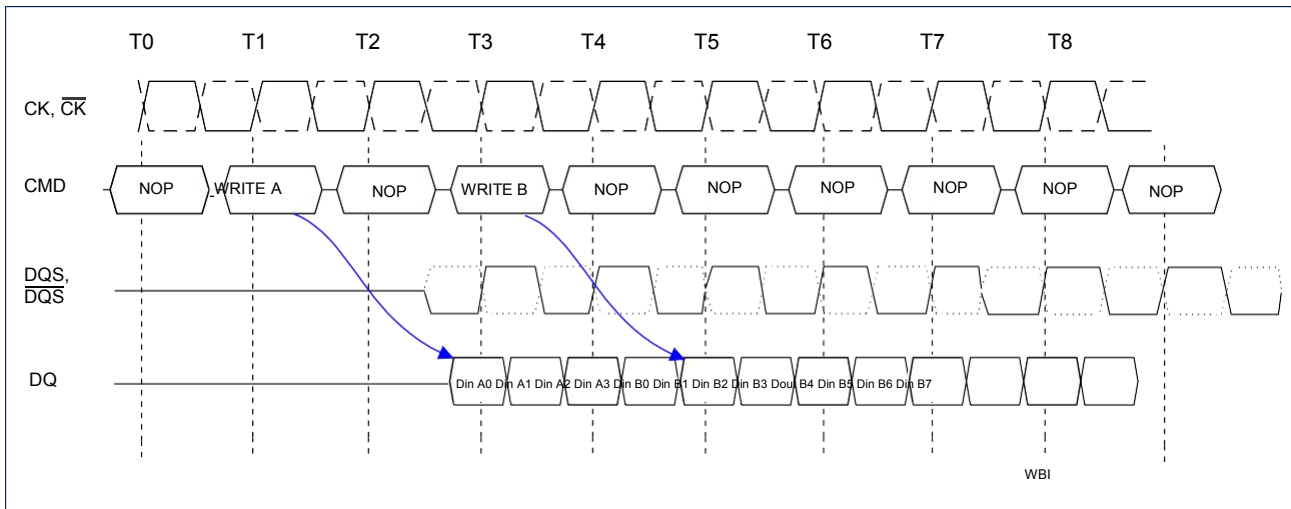 T0 T1 T2 T3 T4 T5 T6 T7 T8
CK, CK
CMD NOP WRITE A NOP WRITE B NOP NOP NOP NOP NOP NOP
DQS,
DQS
DQ Din A0 Din A1 Din A2 Din A3 Din B0 Din B1 Din B2 Din B3 Dout B4 Din B5 Din B6 Din B7
WBI